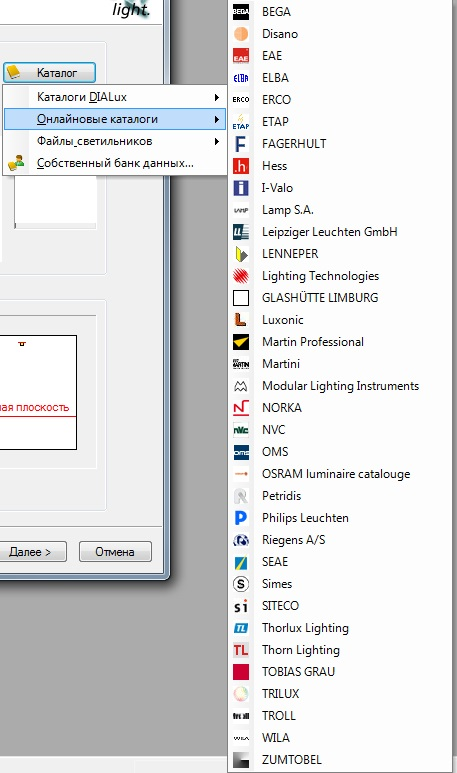 light.
Каталог
Каталоги DIALux
Онлайновые каталоги
Файлы светильников
Собственный банк данных...
ая плоскость
Далее >
Отмена
BEGA
Disano
EAE
ELBA
ERCO
ETAP
FAGERHULT
Hess
I-Valo
Lamp S.A.
Leipziger Leuchten GmbH
LENNEPER
Lighting Technologies
GLASHÜTTE LIMBURG
Luxonic
Martin Professional
Martini
Modular Lighting Instruments
NORKA
NVC
OMS
OSRAM luminaire catalouge
Petridis
Philips Leuchten
Riegens A/S
SEAE
Simes
SITECO
Thorlux Lighting
Thorn Lighting
TOBIAS GRAU
TRILUX
TROLL
WILA
ZUMTOBEL